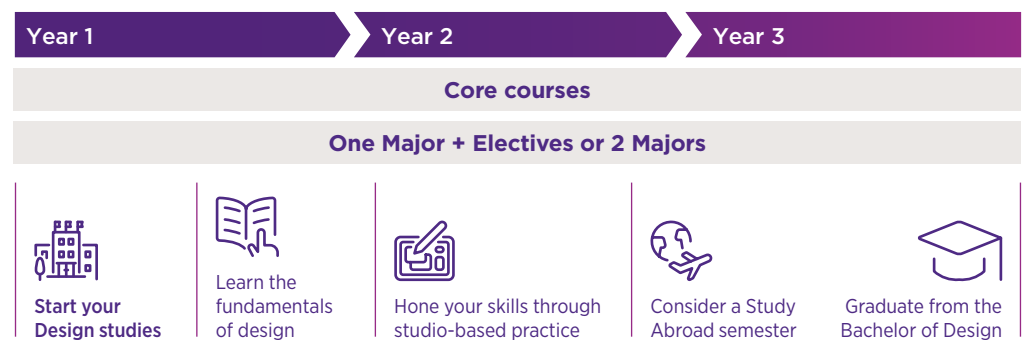 Year 1
Year 2
Year 3
Core courses
One Major + Electives or 2 Majors
Start your
Design studies
Learn the
fundamentals
of design
Hone your skills through
studio-based practice
Consider a Study
Abroad semester
Graduate from the
Bachelor of Design